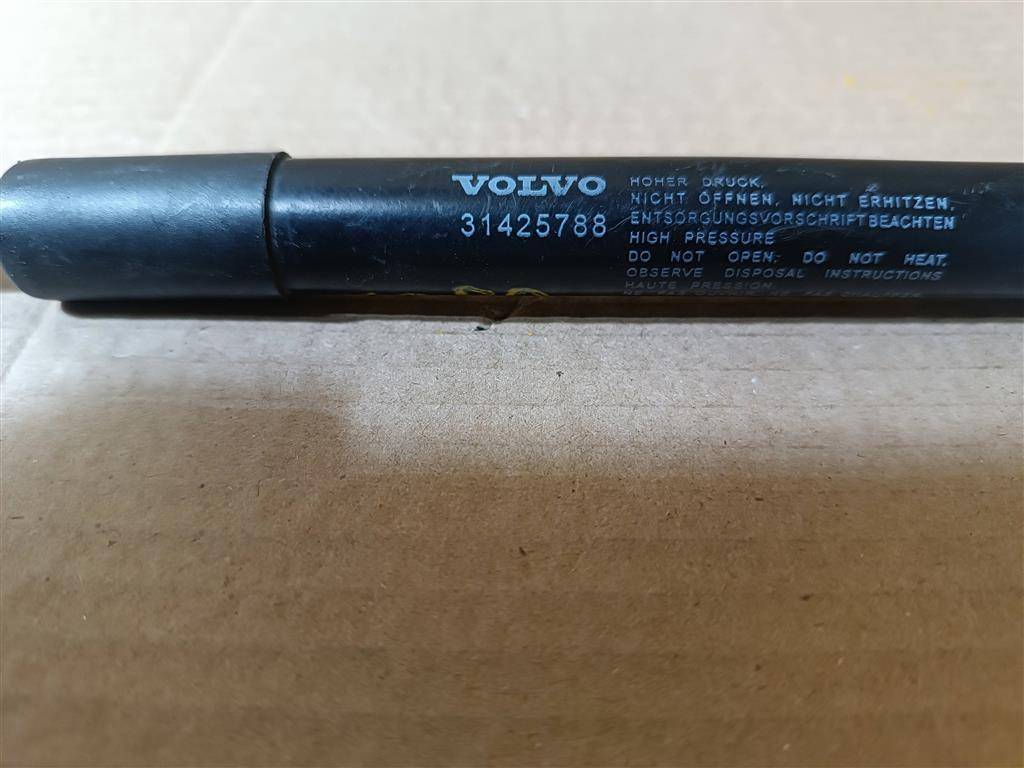 VOLVO
31425788
HOHER DRUCK,
NICHT ÖFFNEN, NICHT ERHITZEN,
ENTSORGUNGSVORSCHRIFT BEACHTEN
HIGH PRESSURE
DO NOT OPEN. DO NOT HEAT.
OBSERVE DISPOSAL INSTRUCTIONS
HAUTE PRESSION.